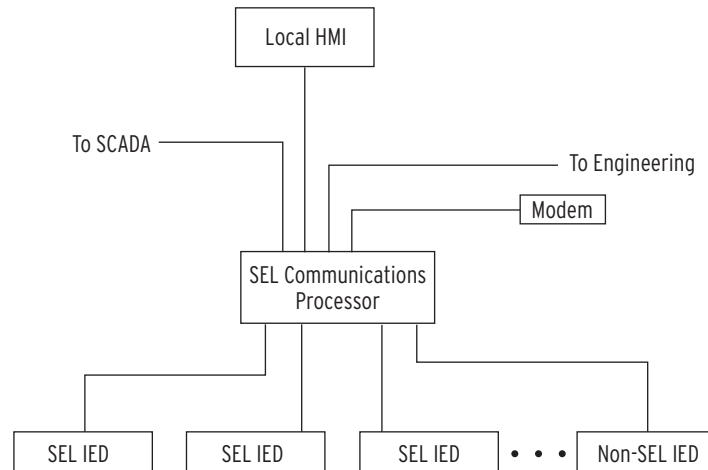 Local HMI
To SCADA
To Engineering
Modem
SEL Communications
Processor
SEL IED
SEL IED
SEL IED
Non-SEL IED